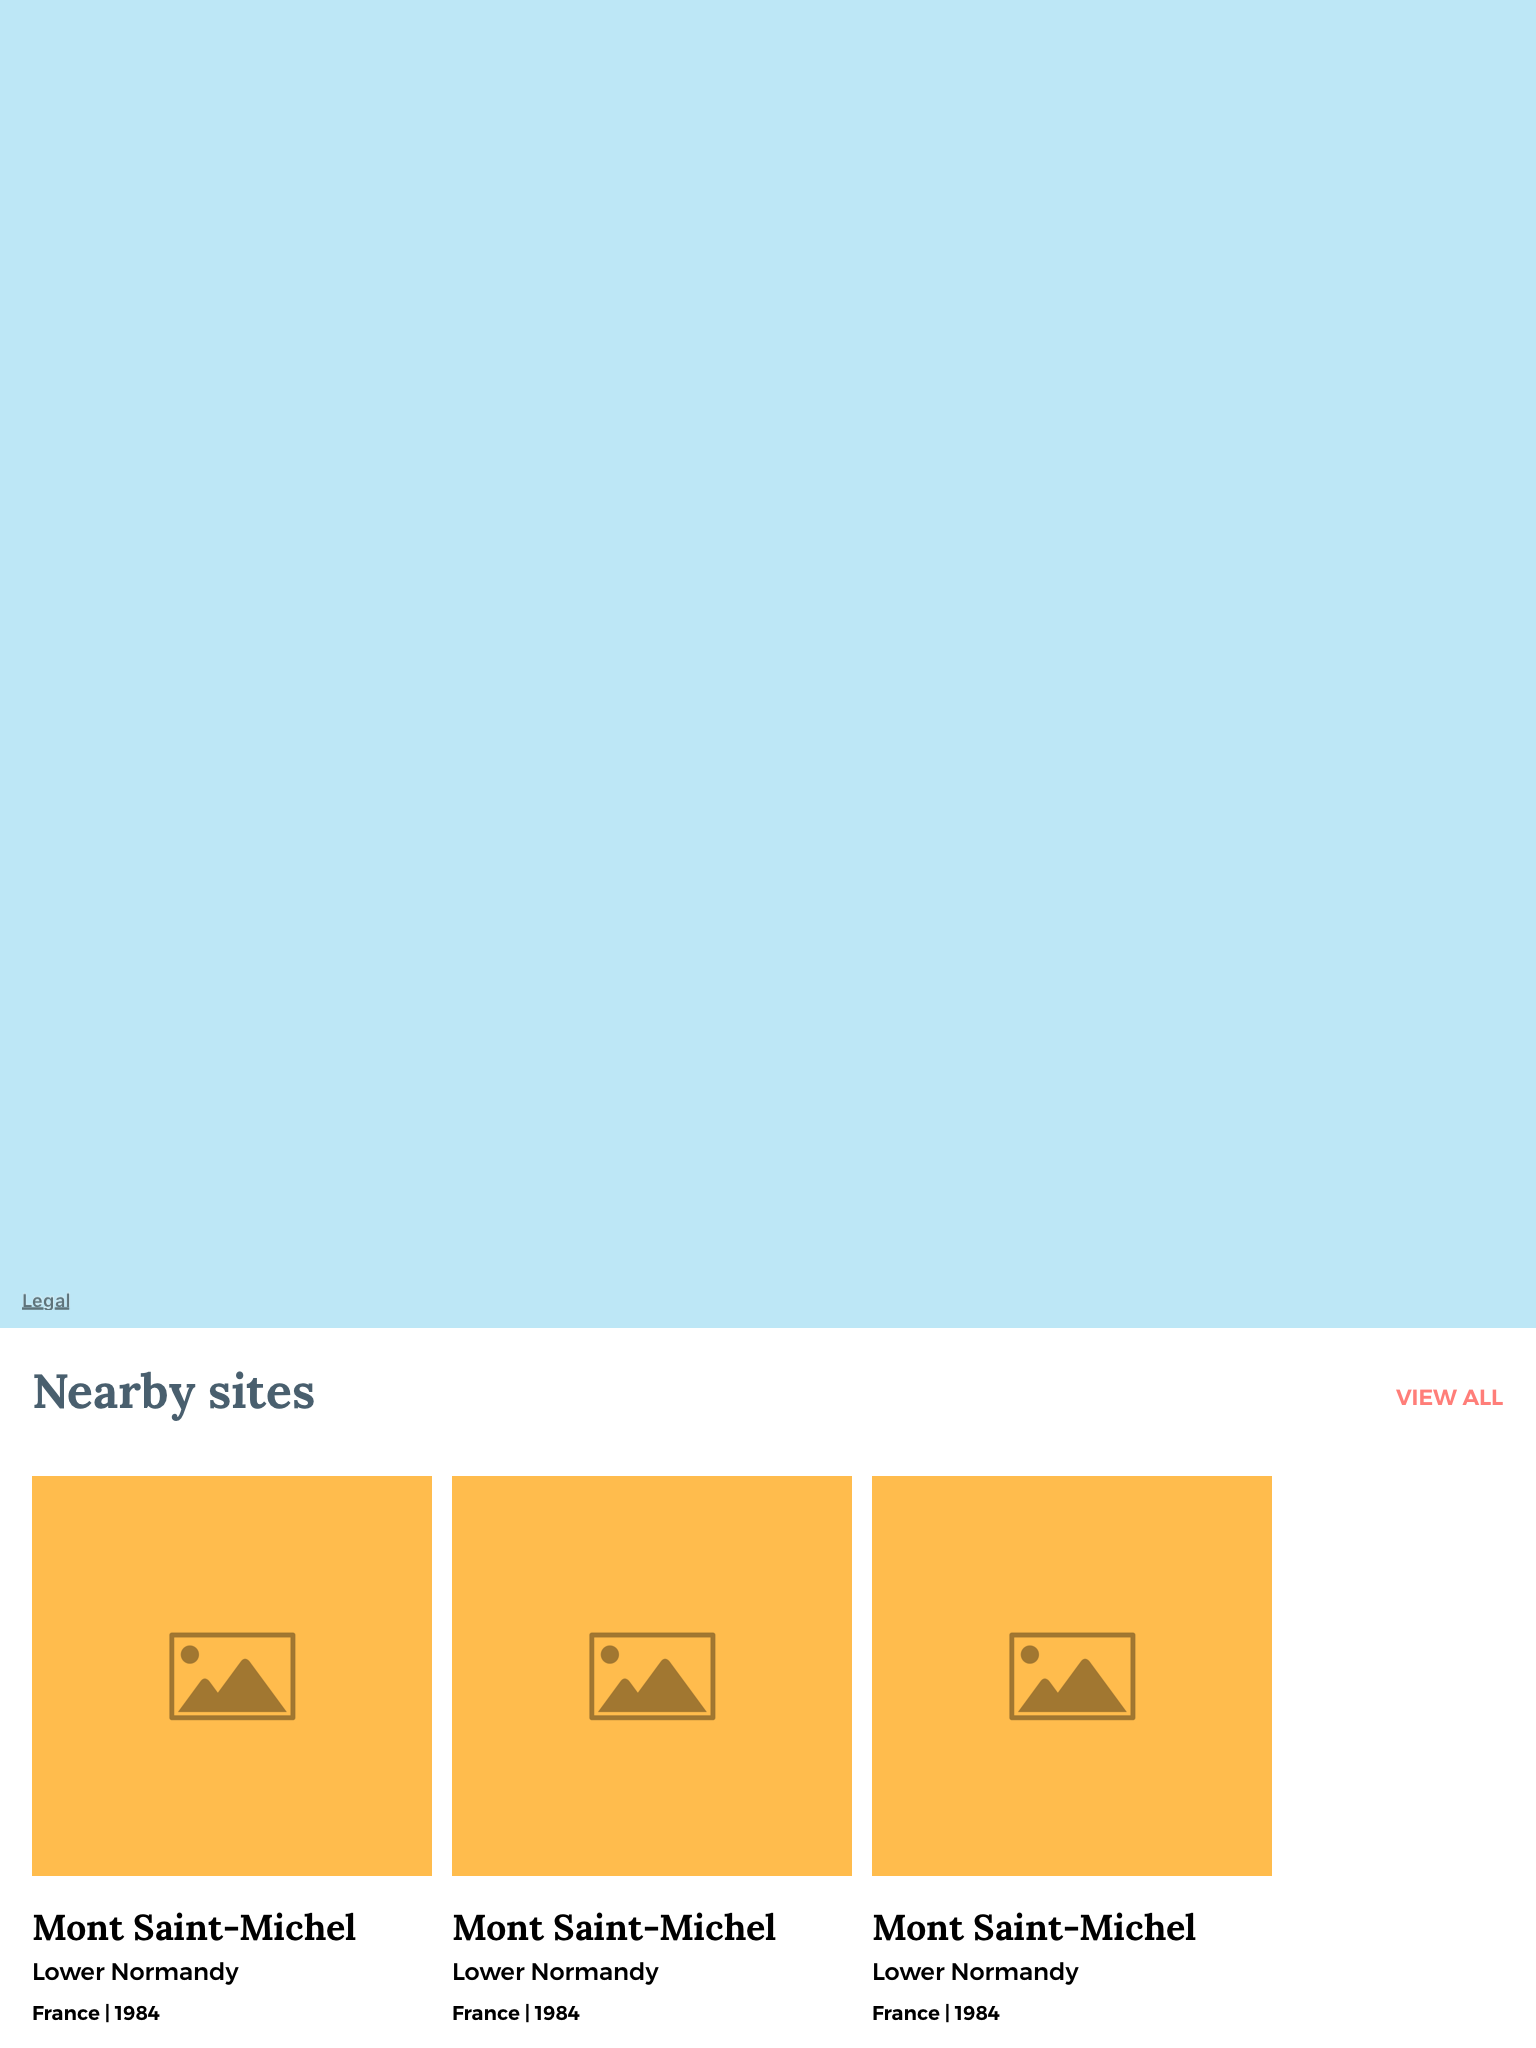 Legal
Nearby sites
VIEW ALL
Mont Saint-Michel
Lower Normandy
France | 1984
Mont Saint-Michel
Lower Normandy
France | 1984
Mont Saint-Michel
Lower Normandy
France | 1984